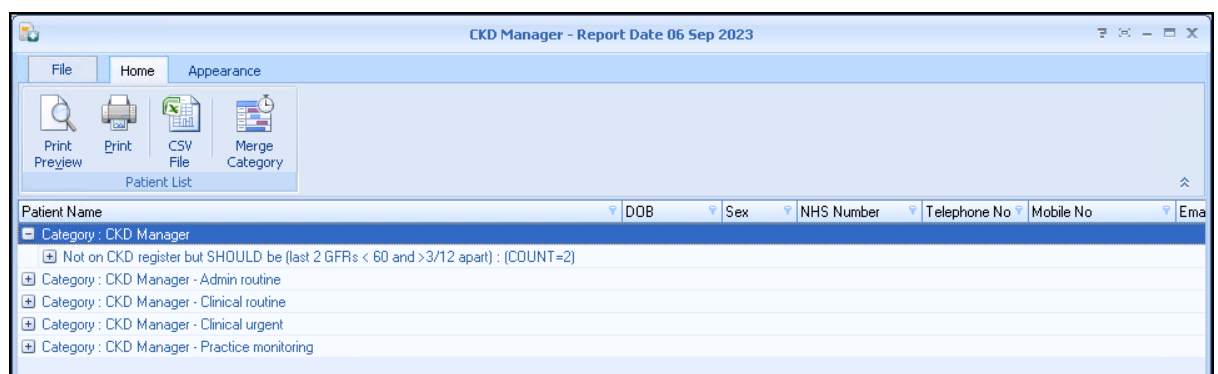 CKD Manager - Report Date 06 Sep 2023
File Home Appearance
Print Preview Print CSV File Merge Category
Patient List
Patient Name DOB Sex NHS Number Telephone No Mobile No Ema
Category : CKD Manager
Not on CKD register but SHOULD be (last 2 GFRs < 60 and >3/12 apart) : (COUNT=2)
Category : CKD Manager - Admin routine
Category : CKD Manager - Clinical routine
Category : CKD Manager - Clinical urgent
Category : CKD Manager - Practice monitoring